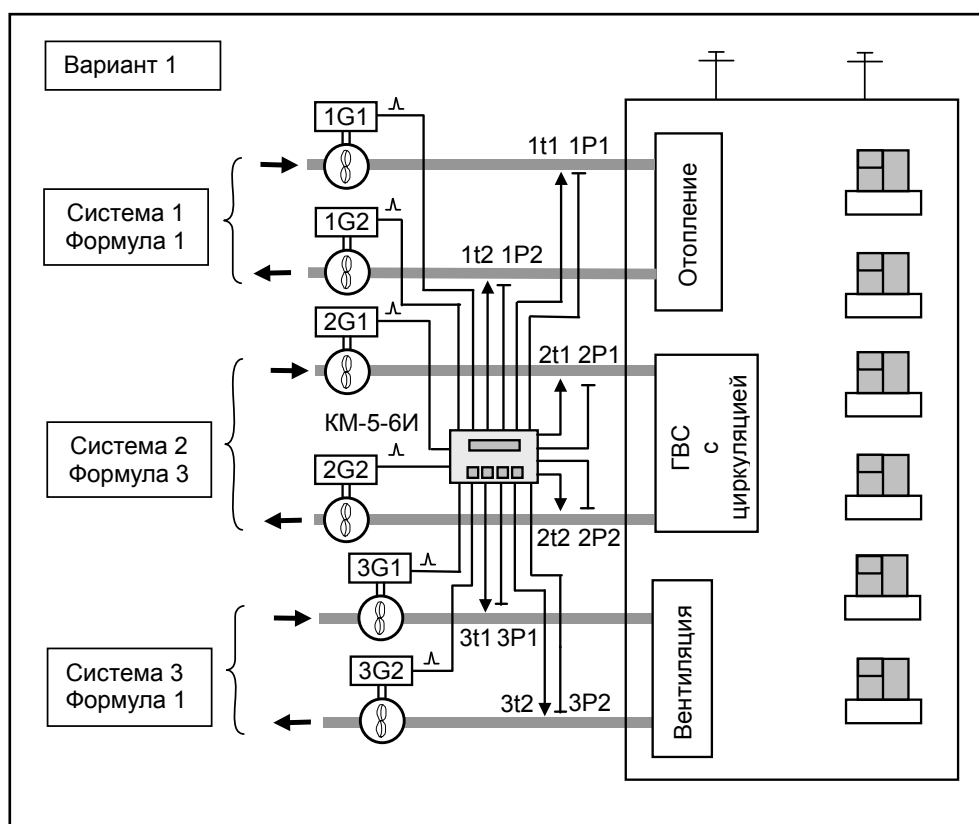 Вариант 1
1G1
1t1 1P1
Система 1
Формула 1
1G2
1t2 1P2
Отопление
2G1
2t1 2P1
КМ-5-6И
Система 2
Формула 3
2G2
2t2 2P2
ГВС
с
циркуляцией
3G1
3t1 3P1
Система 3
Формула 1
3G2
3t2
3P2
Вентиляция